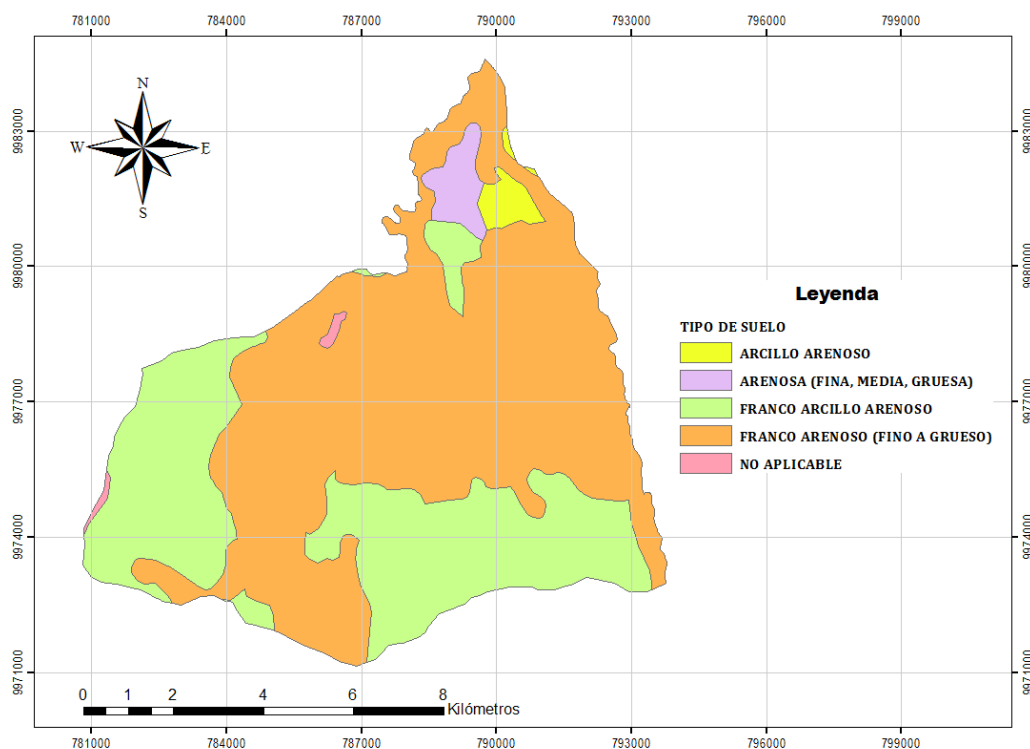 781000 784000 787000 790000 793000 796000 799000
N
W E
S
9983000 9983000
9980000 9980000
9977000 9977000
9974000 9974000
9971000 9971000
Leyenda
TIPO DE SUELO
ARCILLO ARENOSO
ARENOSA (FINA, MEDIA, GRUESA)
FRANCO ARCILLO ARENOSO
FRANCO ARENOSO (FINO A GRUESO)
NO APLICABLE
0 1 2 4 6 8
Kilómetros
781000 784000 787000 790000 793000 796000 799000